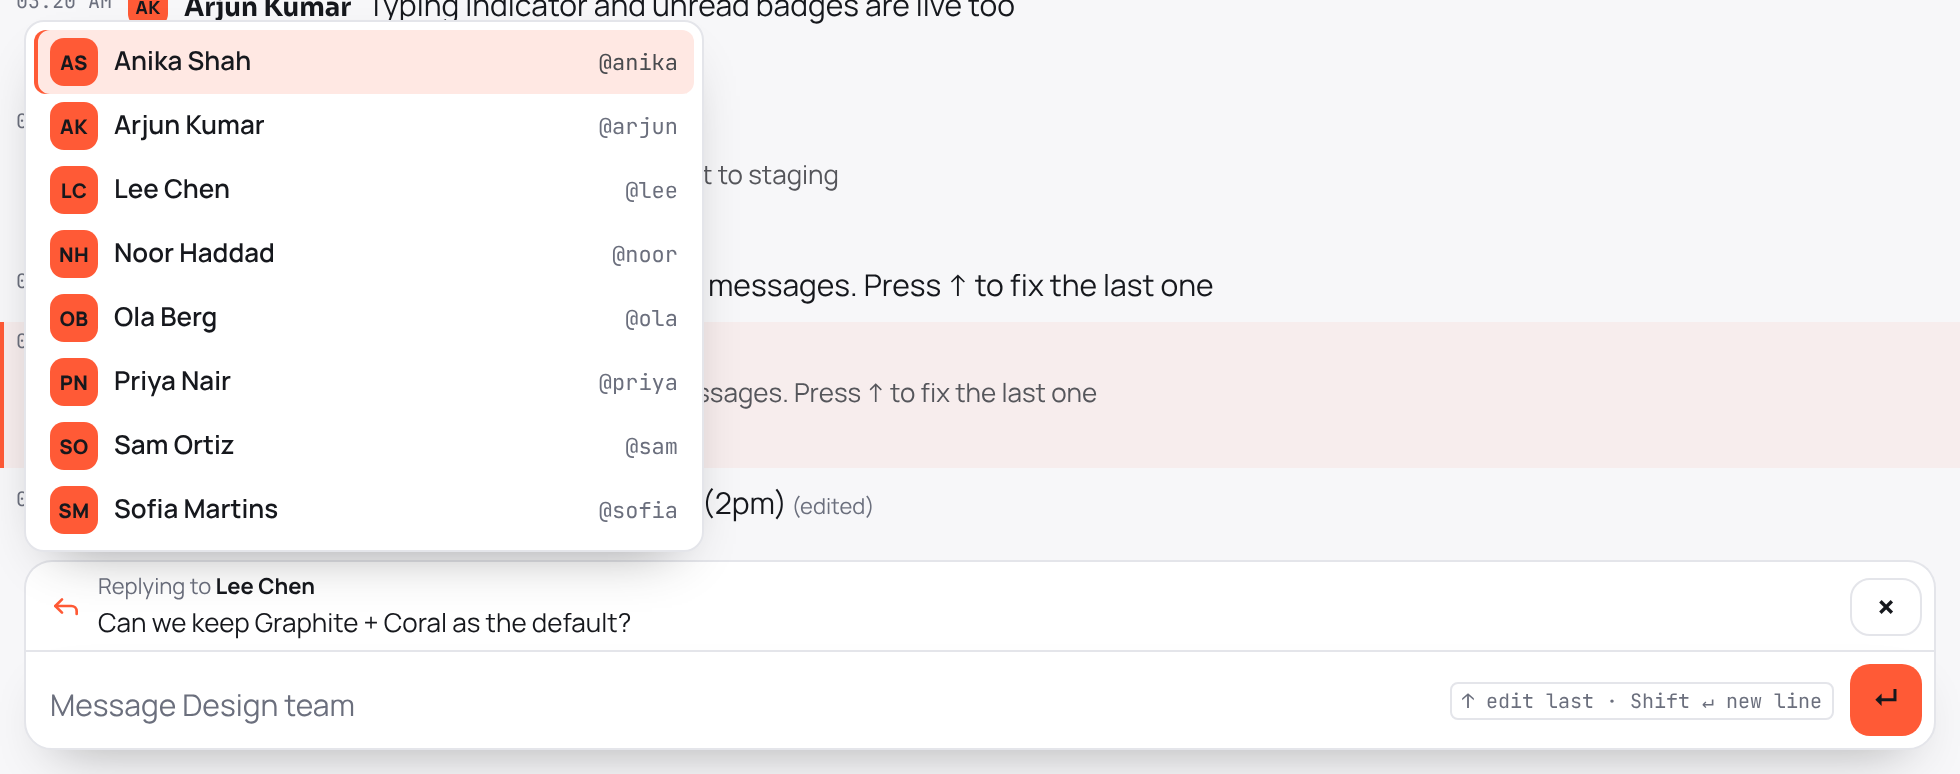 03:20 AM AK Arjun Kumar Typing indicator and unread badges are live too
AS Anika Shah @anika
AK Arjun Kumar @arjun
LC Lee Chen @lee
t to staging
NH Noor Haddad @noor
messages. Press ↑ to fix the last one
OB Ola Berg @ola
PN Priya Nair @priya
ssages. Press ↑ to fix the last one
SO Sam Ortiz @sam
SM Sofia Martins @sofia
(2pm) (edited)
Replying to Lee Chen
Can we keep Graphite + Coral as the default?
Message Design team
↑ edit last · Shift ↵ new line